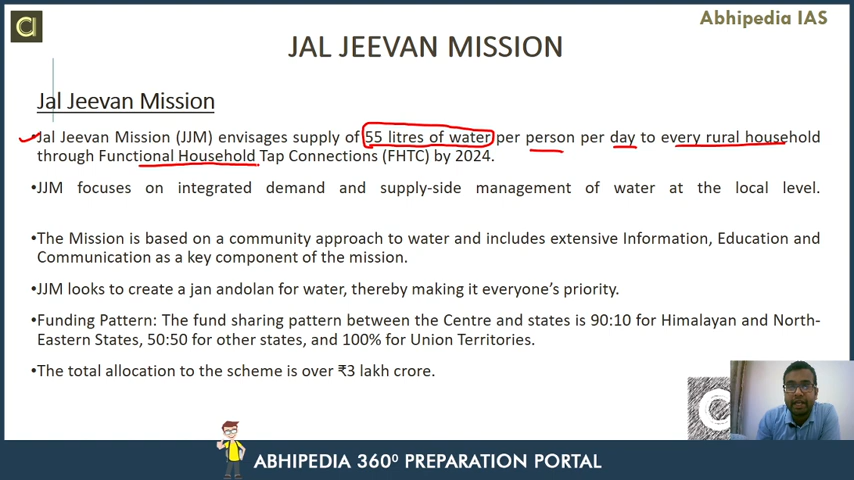 Abhipedia IAS
JAL JEEVAN MISSION
Jal Jeevan Mission
•Jal Jeevan Mission (JJM) envisages supply of 55 litres of water per person per day to every rural household
through Functional Household Tap Connections (FHTC) by 2024.
•JJM focuses on integrated demand and supply-side management of water at the local level.
•The Mission is based on a community approach to water and includes extensive Information, Education and
Communication as a key component of the mission.
•JJM looks to create a jan andolan for water, thereby making it everyone’s priority.
•Funding Pattern: The fund sharing pattern between the Centre and states is 90:10 for Himalayan and North-
Eastern States, 50:50 for other states, and 100% for Union Territories.
•The total allocation to the scheme is over ₹3 lakh crore.
ABHIPEDIA 360⁰ PREPARATION PORTAL